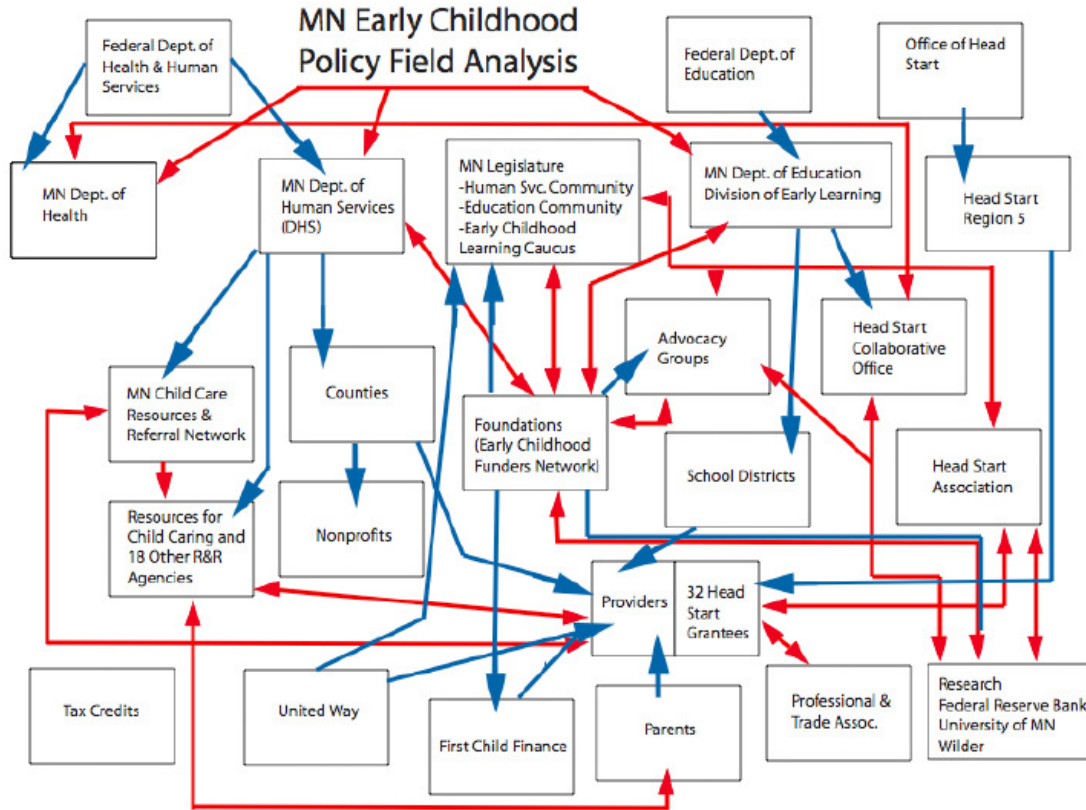 MN Early Childhood
Policy Field Analysis
Federal Dept. of
Health & Human
Services
Federal Dept. of
Education
Office of Head
Start
MN Dept. of
Health
MN Dept. of
Human Services
(DHS)
MN Legislature
-Human Svc. Community
-Education Community
-Early Childhood
Learning Caucus
MN Dept. of Education
Division of Early Learning
Head Start
Region 5
MN Child Care
Resources &
Referral Network
Counties
Foundations
(Early Childhood
Funders Network)
Advocacy
Groups
Head Start
Collaborative
Office
Resources for
Child Caring and
18 Other R&R
Agencies
Nonprofits
School Districts
Head Start
Association
Providers
32 Head
Start
Grantees
Tax Credits
United Way
First Child Finance
Parents
Professional &
Trade Assoc.
Research
Federal Reserve Bank
University of MN
Wilder